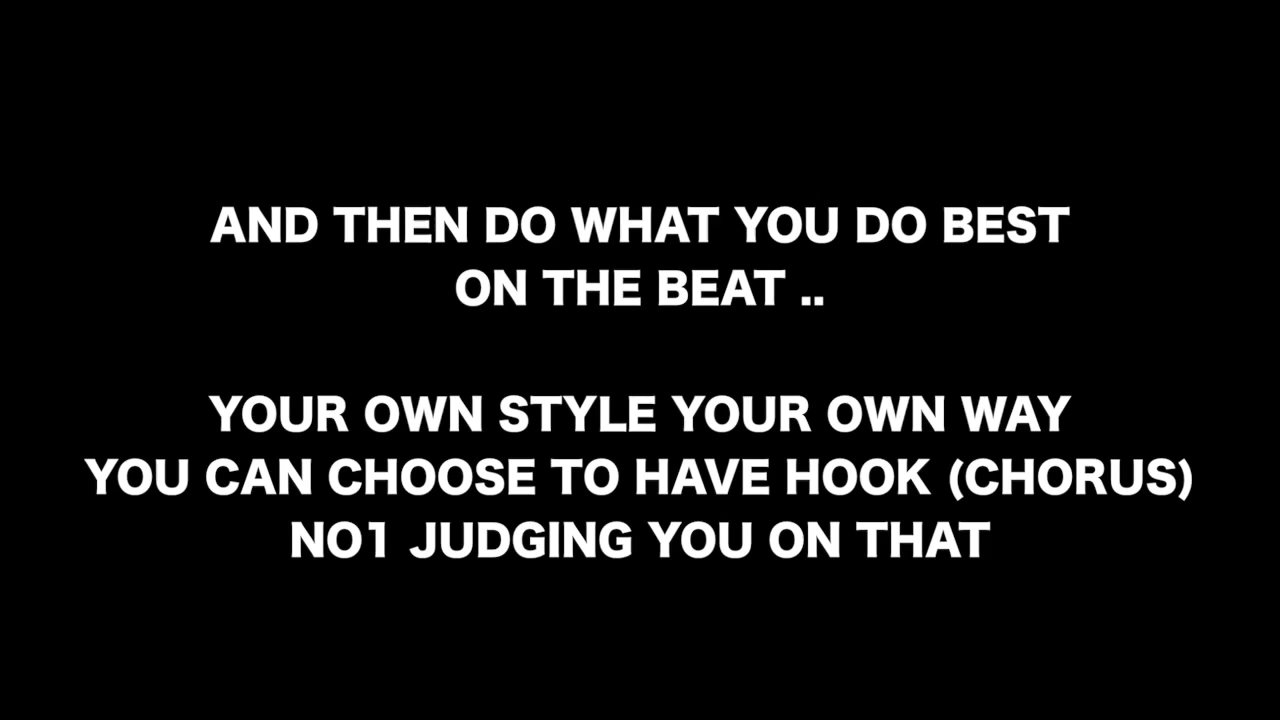 AND THEN DO WHAT YOU DO BEST
ON THE BEAT ..
YOUR OWN STYLE YOUR OWN WAY
YOU CAN CHOOSE TO HAVE HOOK (CHORUS)
NO1 JUDGING YOU ON THAT